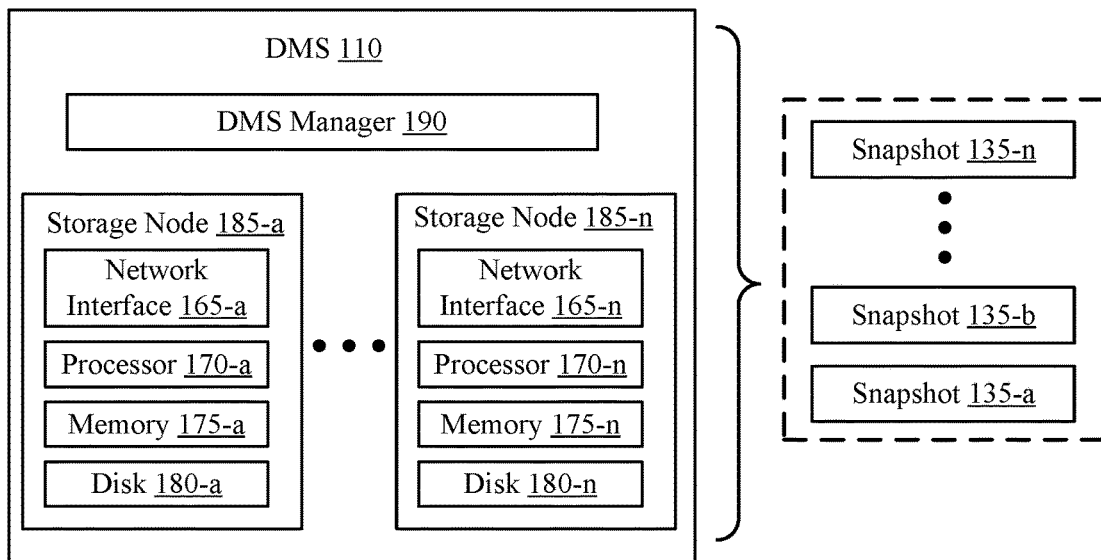 DMS 110
DMS Manager 190
Storage Node 185-a
Network
Interface 165-a
Processor 170-a
Memory 175-a
Disk 180-a
Storage Node 185-n
Network
Interface 165-n
Processor 170-n
Memory 175-n
Disk 180-n
Snapshot 135-n
Snapshot 135-b
Snapshot 135-a